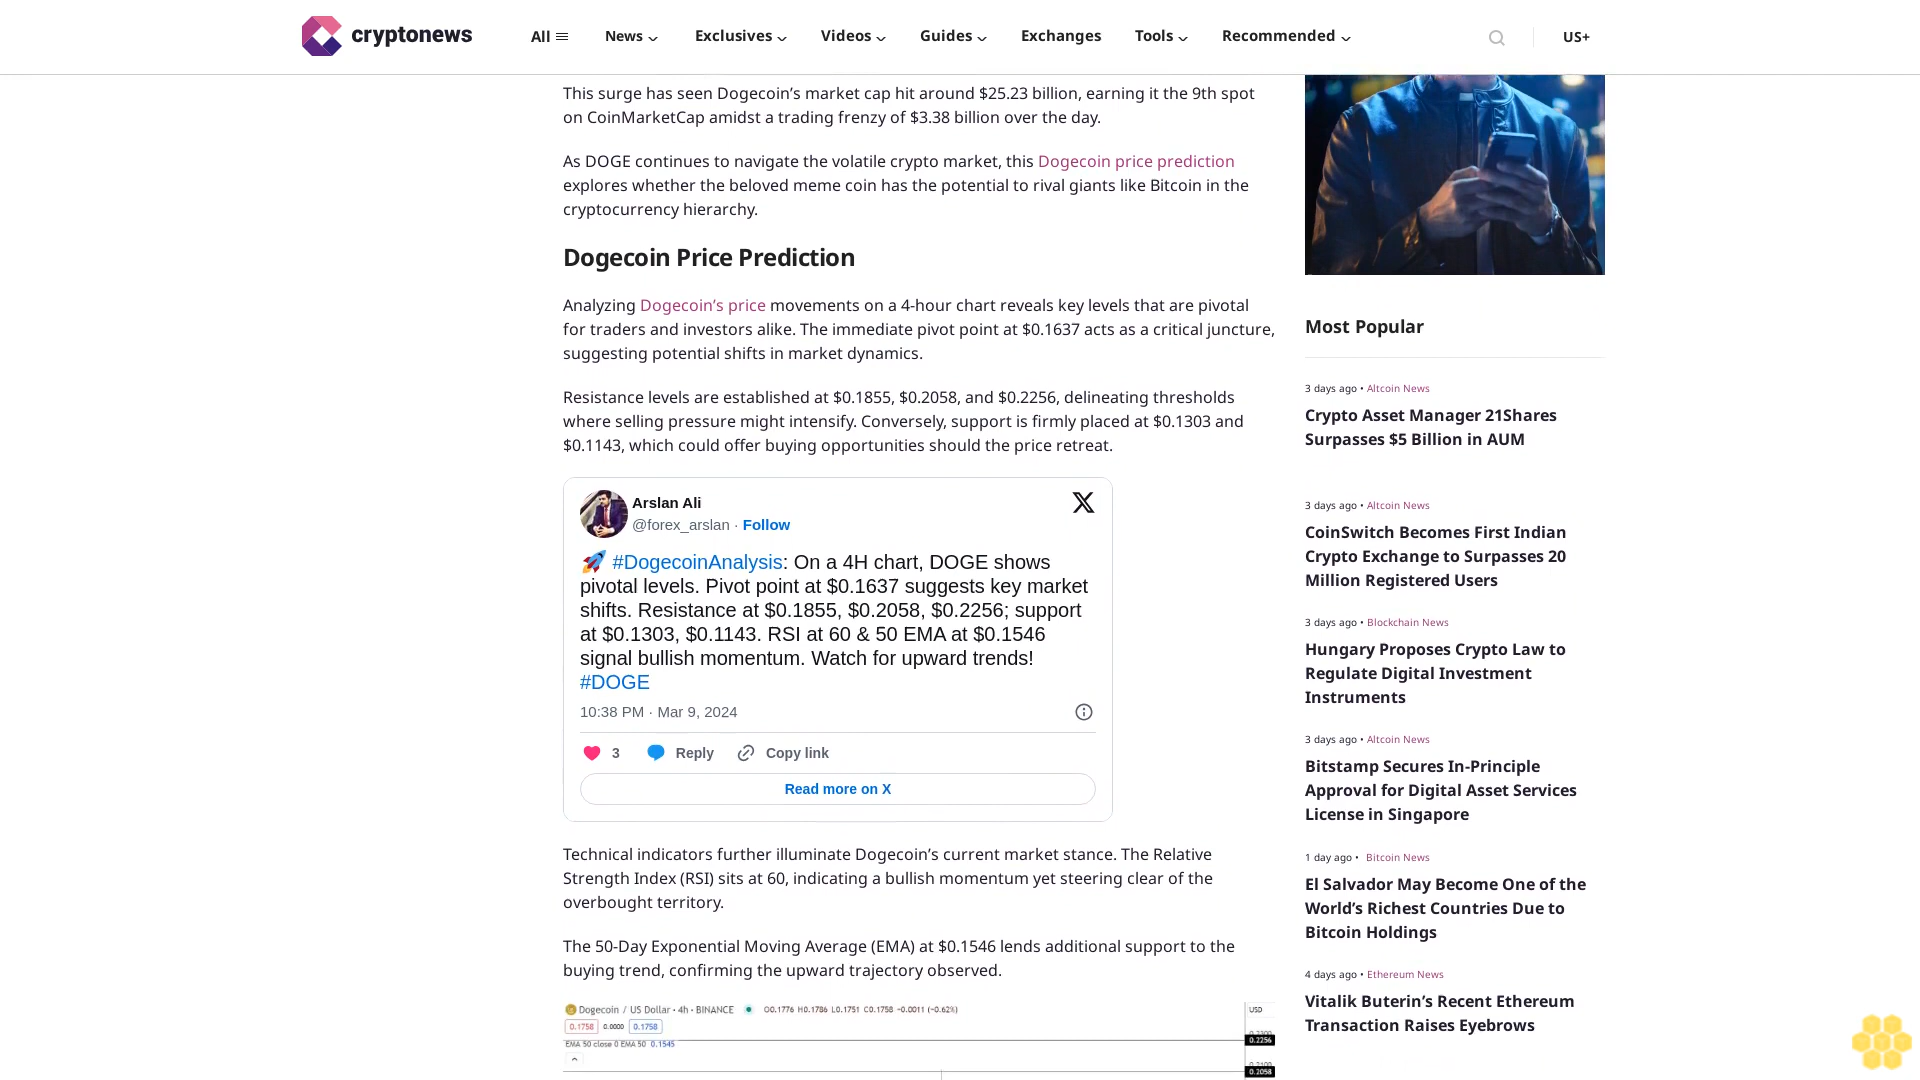 cryptonews
All
News
Exclusives
Videos
Guides
Exchanges
Tools
Recommended
US+
This surge has seen Dogecoin’s market cap hit around $25.23 billion, earning it the 9th spot
on CoinMarketCap amidst a trading frenzy of $3.38 billion over the day.
As DOGE continues to navigate the volatile crypto market, this Dogecoin price prediction
explores whether the beloved meme coin has the potential to rival giants like Bitcoin in the
cryptocurrency hierarchy.
Dogecoin Price Prediction
Analyzing Dogecoin’s price movements on a 4-hour chart reveals key levels that are pivotal
for traders and investors alike. The immediate pivot point at $0.1637 acts as a critical juncture,
suggesting potential shifts in market dynamics.
Resistance levels are established at $0.1855, $0.2058, and $0.2256, delineating thresholds
where selling pressure might intensify. Conversely, support is firmly placed at $0.1303 and
$0.1143, which could offer buying opportunities should the price retreat.
Arslan Ali
@forex_arslan · Follow
🚀 #DogecoinAnalysis: On a 4H chart, DOGE shows
pivotal levels. Pivot point at $0.1637 suggests key market
shifts. Resistance at $0.1855, $0.2058, $0.2256; support
at $0.1303, $0.1143. RSI at 60 & 50 EMA at $0.1546
signal bullish momentum. Watch for upward trends!
#DOGE
10:38 PM · Mar 9, 2024
3
Reply
Copy link
Read more on X
Technical indicators further illuminate Dogecoin’s current market stance. The Relative
Strength Index (RSI) sits at 60, indicating a bullish momentum yet steering clear of the
overbought territory.
The 50-Day Exponential Moving Average (EMA) at $0.1546 lends additional support to the
buying trend, confirming the upward trajectory observed.
Dogecoin / US Dollar · 4h · BINANCE O0.1776 H0.1786 L0.1751 C0.1758 −0.0011 (−0.62%)
USD
0.1758 0.0000 0.1758
EMA 50 close 0 EMA 50 0.1545
0.2256
0.2058
Most Popular
3 days ago • Altcoin News
Crypto Asset Manager 21Shares
Surpasses $5 Billion in AUM
3 days ago • Altcoin News
CoinSwitch Becomes First Indian
Crypto Exchange to Surpasses 20
Million Registered Users
3 days ago • Blockchain News
Hungary Proposes Crypto Law to
Regulate Digital Investment
Instruments
3 days ago • Altcoin News
Bitstamp Secures In-Principle
Approval for Digital Asset Services
License in Singapore
1 day ago • Bitcoin News
El Salvador May Become One of the
World’s Richest Countries Due to
Bitcoin Holdings
4 days ago • Ethereum News
Vitalik Buterin’s Recent Ethereum
Transaction Raises Eyebrows